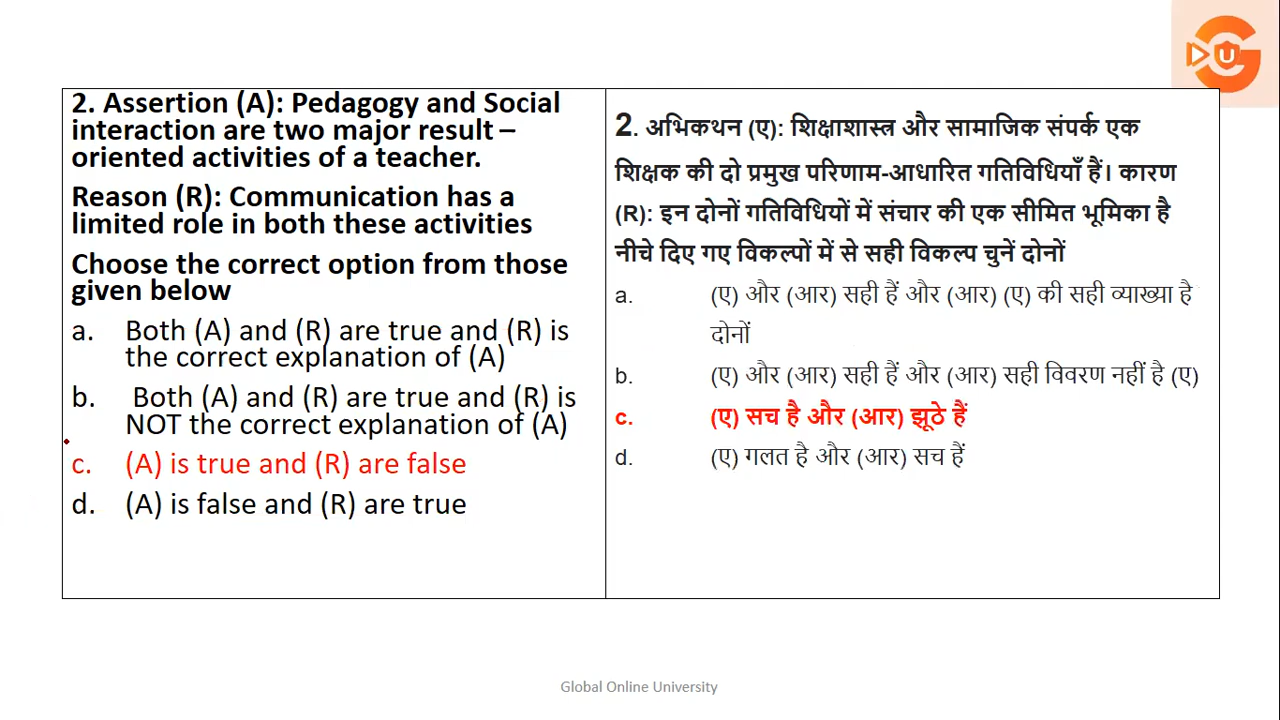 U
2. Assertion (A): Pedagogy and Social
interaction are two major result –
oriented activities of a teacher.
Reason (R): Communication has a
limited role in both these activities
Choose the correct option from those
given below
a. Both (A) and (R) are true and (R) is
the correct explanation of (A)
b. Both (A) and (R) are true and (R) is
NOT the correct explanation of (A)
c. (A) is true and (R) are false
d. (A) is false and (R) are true
2. अभिकथन (ए): शिक्षाशास्त्र और सामाजिक संपर्क एक
शिक्षक की दो प्रमुख परिणाम-आधारित गतिविधियाँ हैं। कारण
(R): इन दोनों गतिविधियों में संचार की एक सीमित भूमिका है
नीचे दिए गए विकल्पों में से सही विकल्प चुनें दोनों
a. (ए) और (आर) सही हैं और (आर) (ए) की सही व्याख्या है
दोनों
b. (ए) और (आर) सही हैं और (आर) सही विवरण नहीं है (ए)
c. (ए) सच है और (आर) झूठे हैं
d. (ए) गलत है और (आर) सच हैं
Global Online University